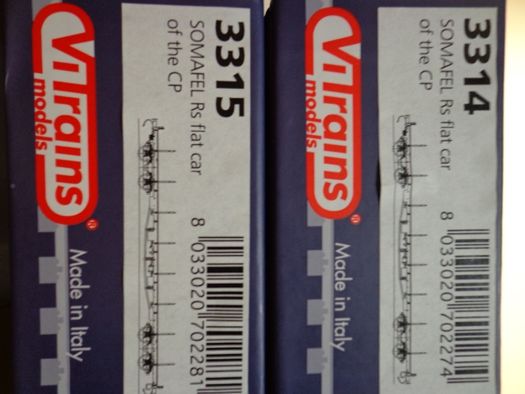 ViTrains
models
®
Made in Italy
3315
SOMAFEL Rs flat car
of the CP
8 033020 702281
ViTrains
models
®
Made in Italy
3314
SOMAFEL Rs flat car
of the CP
8 033020 702274